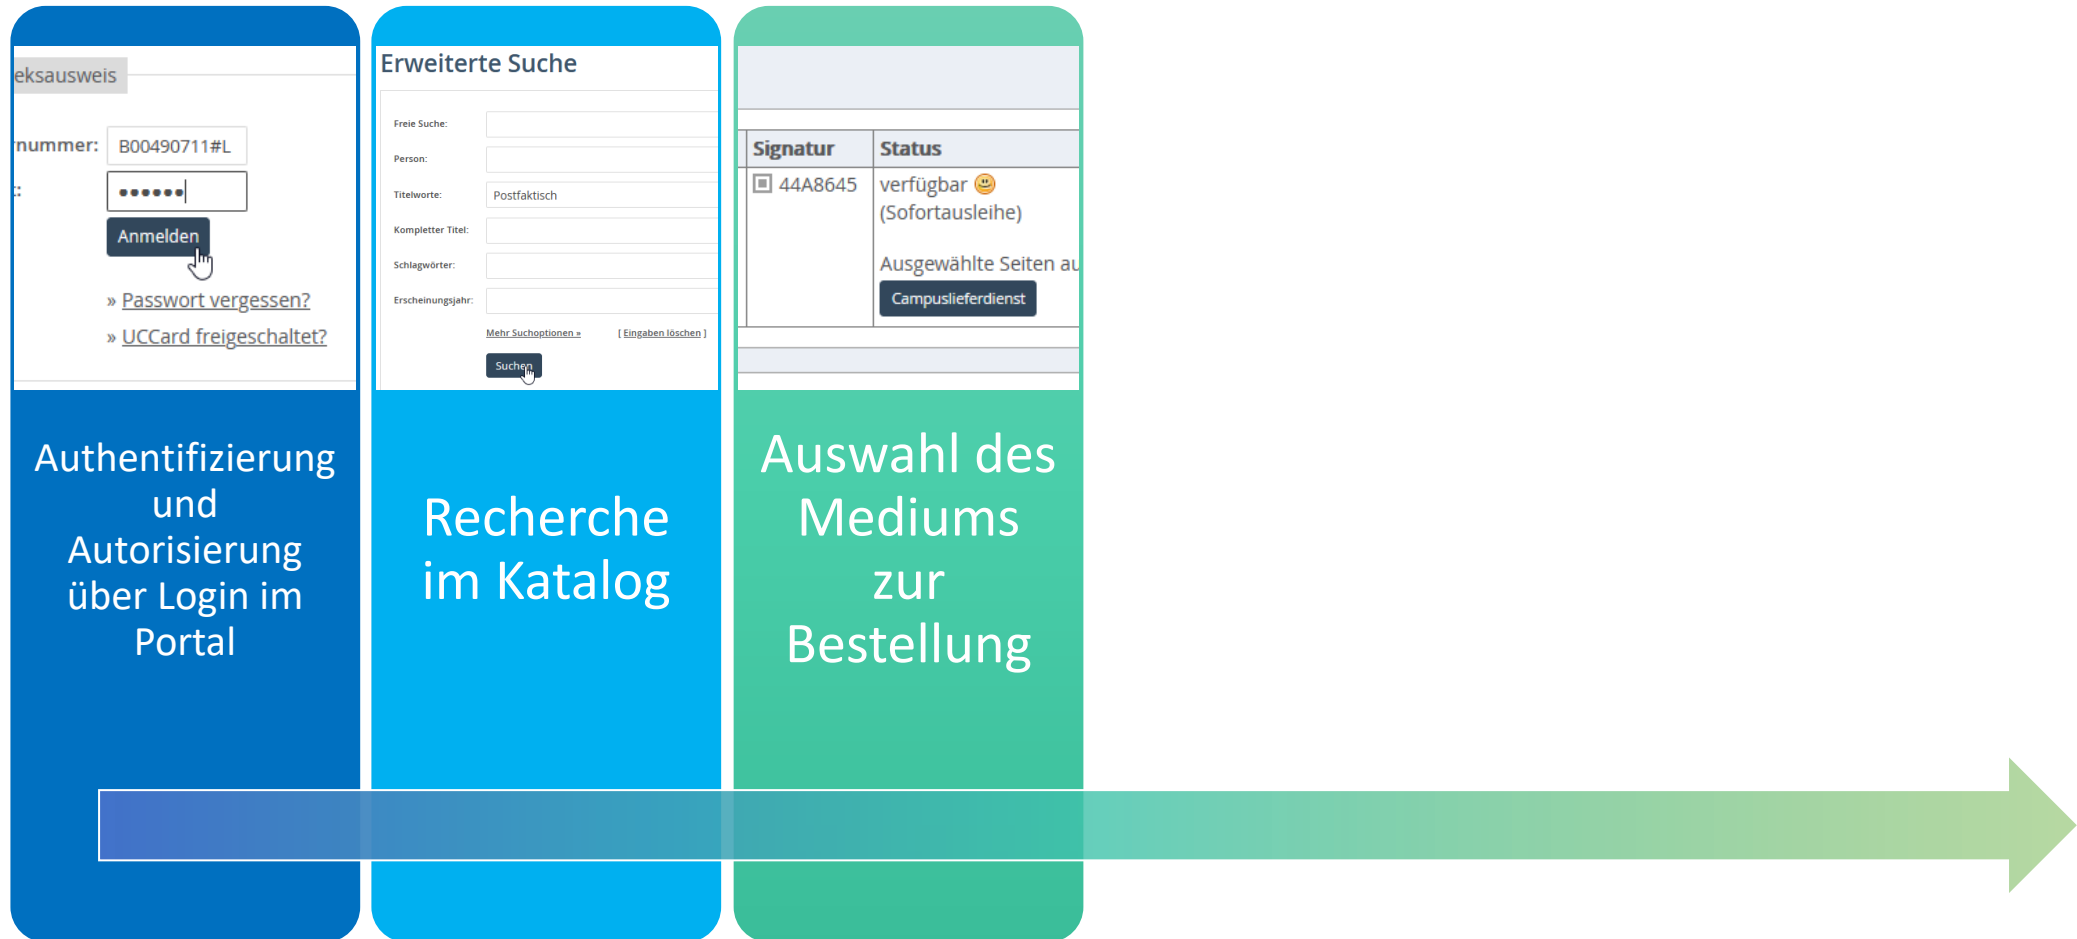 eksausweis
nummer: B00490711#L
t: ••••••
Anmelden
» Passwort vergessen?
» UCCard freigeschaltet?
Authentifizierung
und
Autorisierung
über Login im
Portal
Erweiterte Suche
Freie Suche:
Person:
Titelworte: Postfaktisch
Kompletter Titel:
Schlagwörter:
Erscheinungsjahr:
Mehr Suchoptionen » [ Eingaben löschen ]
Suchen
Recherche
im Katalog
Signatur Status
44A8645 verfügbar
(Sofortausleihe)
Ausgewählte Seiten au
Campuslieferdienst
Auswahl des
Mediums
zur
Bestellung